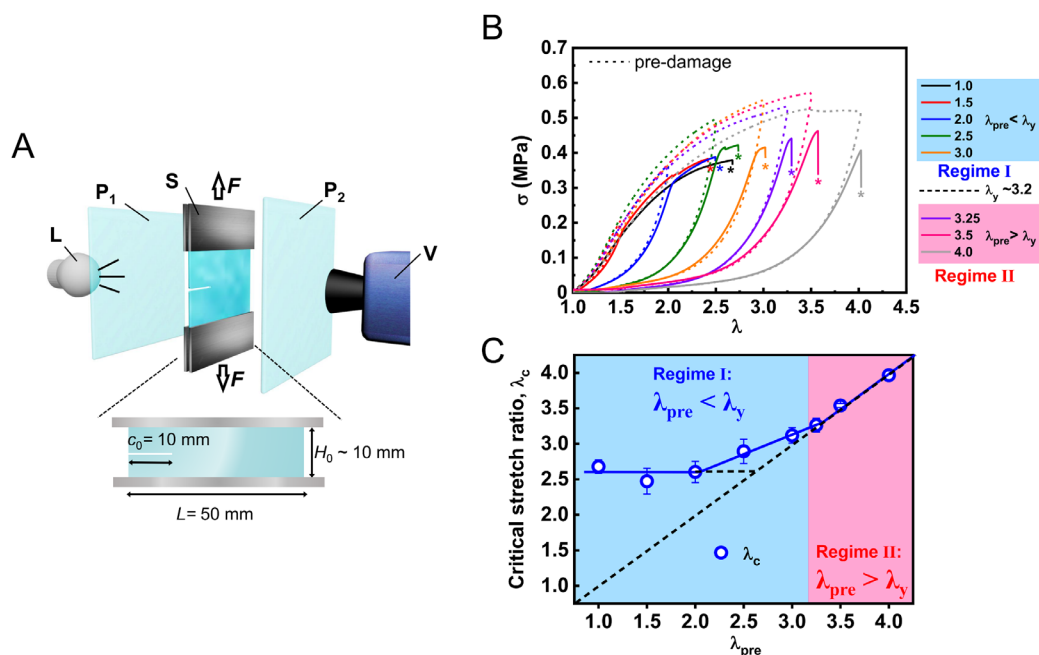 A
L
P1
S
F
P2
V
F
c0= 10 mm
H0 ~ 10 mm
L= 50 mm
B
σ (MPa)
0.7
0.6
0.5
0.4
0.3
0.2
0.1
0.0
pre-damage
* * * * * * * *
1.0 1.5 2.0 2.5 3.0 3.5 4.0 4.5
λ
1.0
1.5
2.0 λpre< λy
2.5
3.0
Regime I
λy ~3.2
3.25
3.5 λpre> λy
4.0
Regime II
C
Critical stretch ratio, λc
4.0
3.5
3.0
2.5
2.0
1.5
1.0
Regime I:
λpre < λy
λc
Regime II:
λpre > λy
1.0 1.5 2.0 2.5 3.0 3.5 4.0
λpre